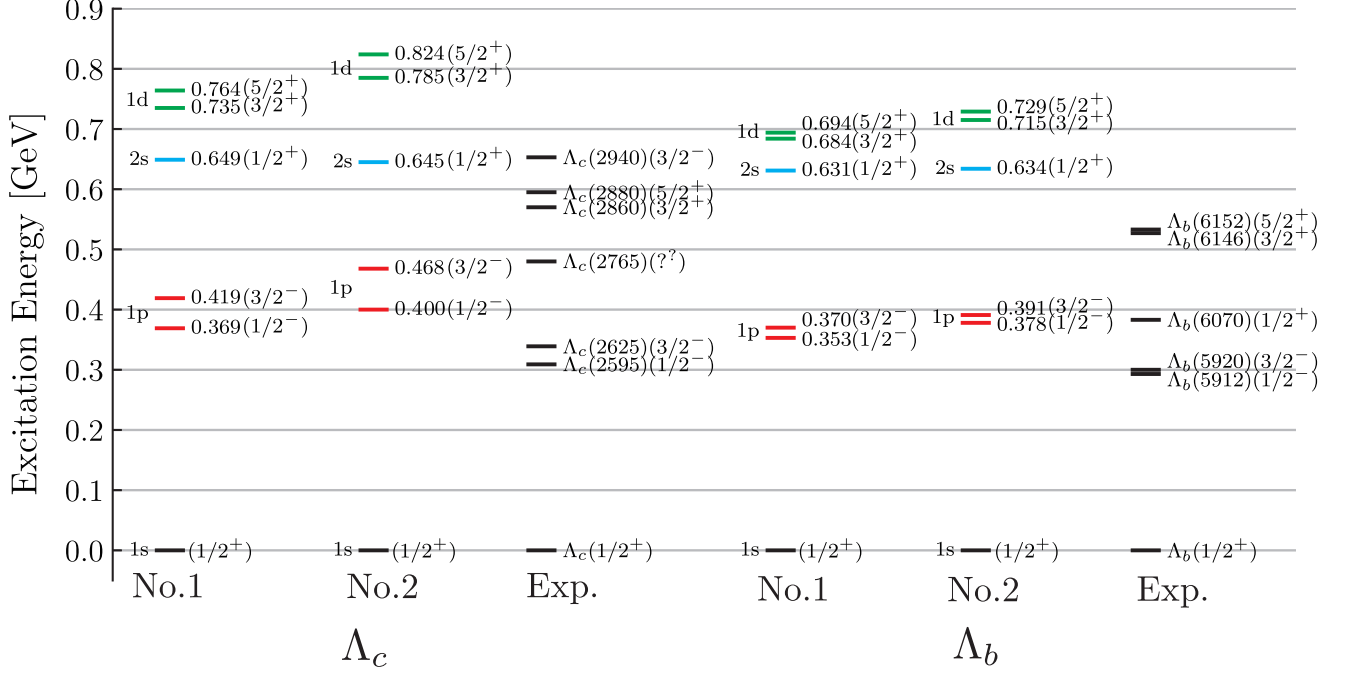 Excitation Energy [GeV]
0.9
0.8
0.7
0.6
0.5
0.4
0.3
0.2
0.1
0.0
1d
0.764(5/2⁺)
0.735(3/2⁺)
2s
0.649(1/2⁺)
1p
0.419(3/2⁻)
0.369(1/2⁻)
1s
(1/2⁺)
No.1
1d
0.824(5/2⁺)
0.785(3/2⁺)
2s
0.645(1/2⁺)
1p
0.468(3/2⁻)
0.400(1/2⁻)
1s
(1/2⁺)
No.2
Λc(2940)(3/2⁻)
Λc(2880)(5/2⁺)
Λc(2860)(3/2⁺)
Λc(2765)(??)
Λc(2625)(3/2⁻)
Λc(2595)(1/2⁻)
Λc(1/2⁺)
Exp.
Λc
1d
0.694(5/2⁺)
0.684(3/2⁺)
2s
0.631(1/2⁺)
1p
0.370(3/2⁻)
0.353(1/2⁻)
1s
(1/2⁺)
No.1
1d
0.729(5/2⁺)
0.715(3/2⁺)
2s
0.634(1/2⁺)
1p
0.391(3/2⁻)
0.378(1/2⁻)
1s
(1/2⁺)
No.2
Λb(6152)(5/2⁺)
Λb(6146)(3/2⁺)
Λb(6070)(1/2⁺)
Λb(5920)(3/2⁻)
Λb(5912)(1/2⁻)
Λb(1/2⁺)
Exp.
Λb